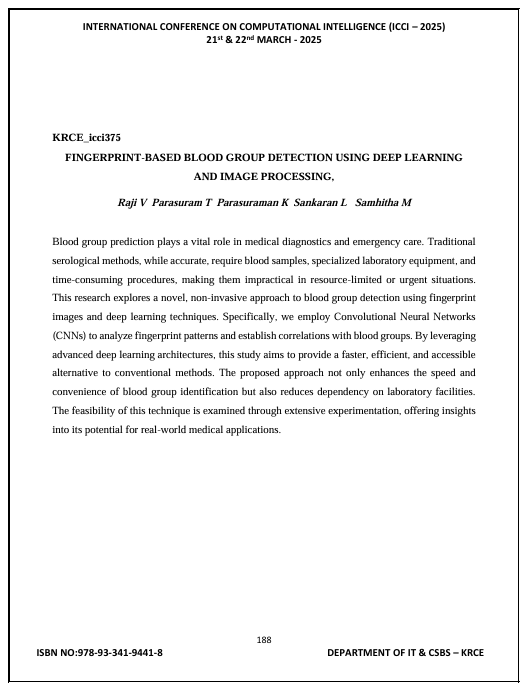 INTERNATIONAL CONFERENCE ON COMPUTATIONAL INTELLIGENCE (ICCI – 2025)
21st & 22nd MARCH - 2025
KRCE_icci375
FINGERPRINT-BASED BLOOD GROUP DETECTION USING DEEP LEARNING
AND IMAGE PROCESSING,
Raji V Parasuram T Parasuraman K Sankaran L Samhitha M
Blood group prediction plays a vital role in medical diagnostics and emergency care. Traditional
serological methods, while accurate, require blood samples, specialized laboratory equipment, and
time-consuming procedures, making them impractical in resource-limited or urgent situations.
This research explores a novel, non-invasive approach to blood group detection using fingerprint
images and deep learning techniques. Specifically, we employ Convolutional Neural Networks
(CNNs) to analyze fingerprint patterns and establish correlations with blood groups. By leveraging
advanced deep learning architectures, this study aims to provide a faster, efficient, and accessible
alternative to conventional methods. The proposed approach not only enhances the speed and
convenience of blood group identification but also reduces dependency on laboratory facilities.
The feasibility of this technique is examined through extensive experimentation, offering insights
into its potential for real-world medical applications.
188
ISBN NO:978-93-341-9441-8 DEPARTMENT OF IT & CSBS – KRCE